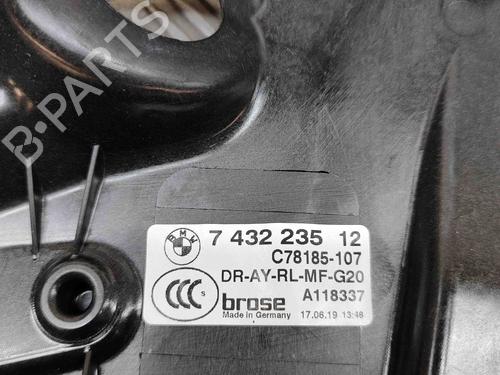 B-PARTS
BMW
7 432 235 12
C78185-107
DR-AY-RL-MF-G20
CCC
brose
A118337
Made in Germany
17.06.19 13:48